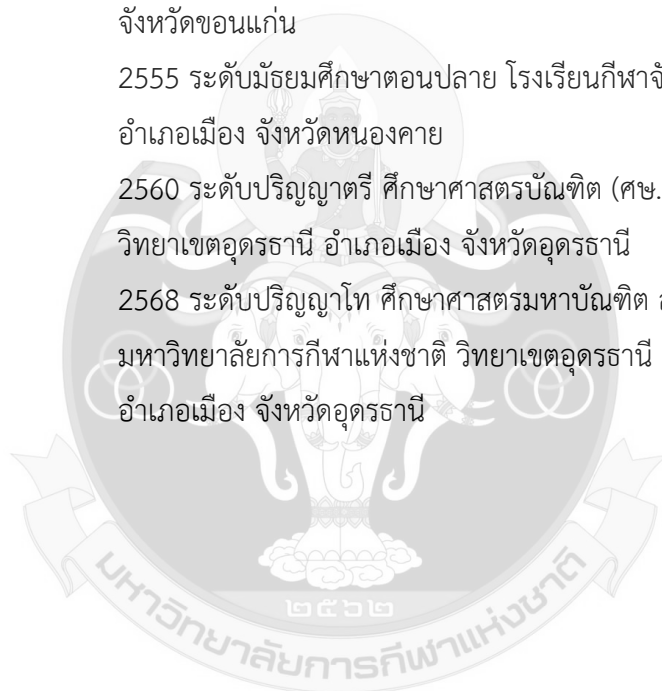 จังหวัดขอนแก่น
2555 ระดับมัธยมศึกษาตอนปลาย โรงเรียนกีฬาจั
อำเภอเมือง จังหวัดหนองคาย
2560 ระดับปริญญาตรี ศึกษาศาสตรบัณฑิต (ศษ.
วิทยาเขตอุดรธานี อำเภอเมือง จังหวัดอุดรธานี
2568 ระดับปริญญาโท ศึกษาศาสตรมหาบัณฑิต ส
มหาวิทยาลัยการกีฬาแห่งชาติ วิทยาเขตอุดรธานี
อำเภอเมือง จังหวัดอุดรธานี
๒๕๖๒
มหาวิทยาลัยการกีฬาแห่งชาติ